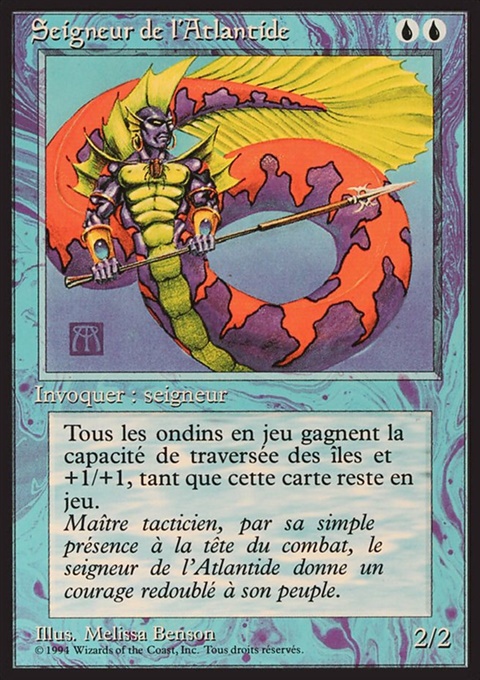 Seigneur de l'Atlantide
Invoquer : seigneur
Tous les ondins en jeu gagnent la
capacité de traversée des îles et
+1/+1, tant que cette carte reste en
jeu.
Maître tacticien, par sa simple
présence à la tête du combat, le
seigneur de l'Atlantide donne un
courage redoublé à son peuple.
Illus. Melissa Benson
2/2
© 1994 Wizards of the Coast, Inc. Tous droits réservés.